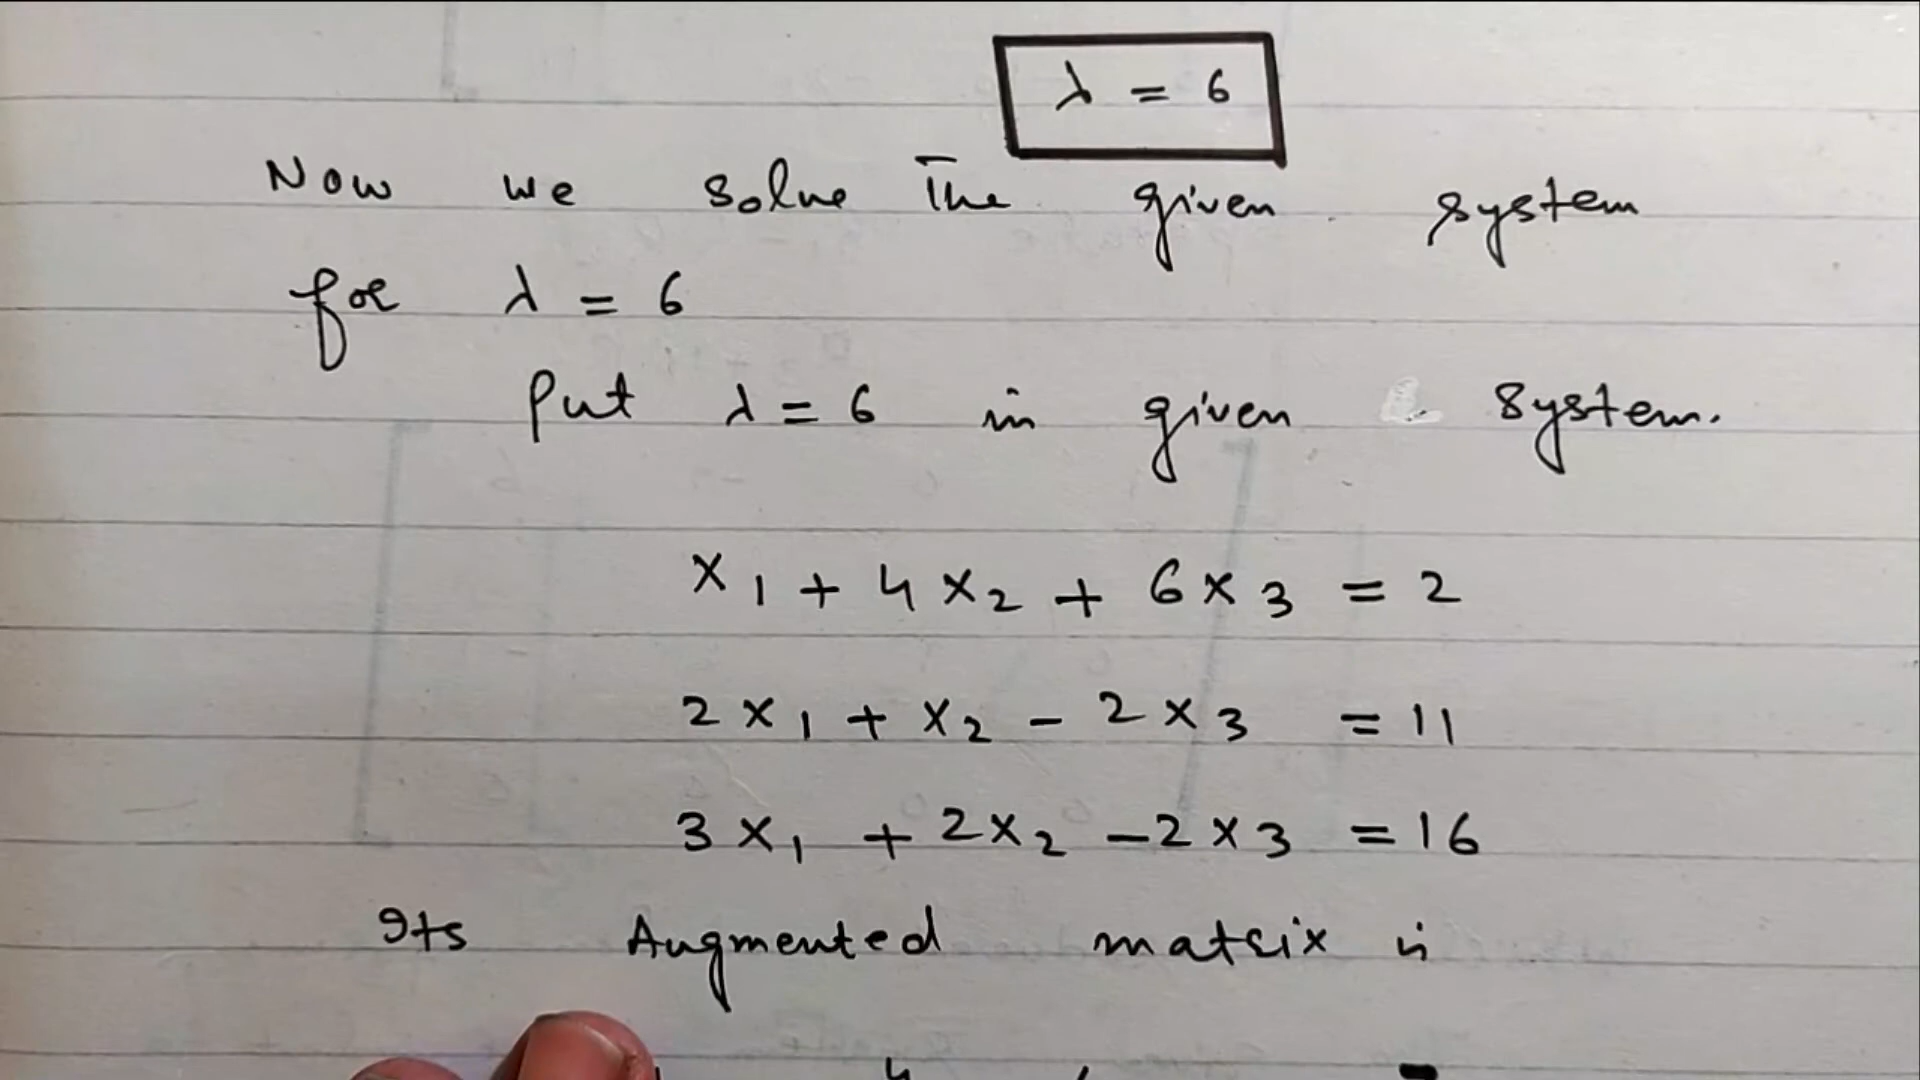 λ = 6
Now we solve The given system
for λ = 6
Put λ = 6 in given system.
x₁ + 4x₂ + 6x₃ = 2
2x₁ + x₂ - 2x₃ = 11
3x₁ + 2x₂ - 2x₃ = 16
Its Augmented matrix is